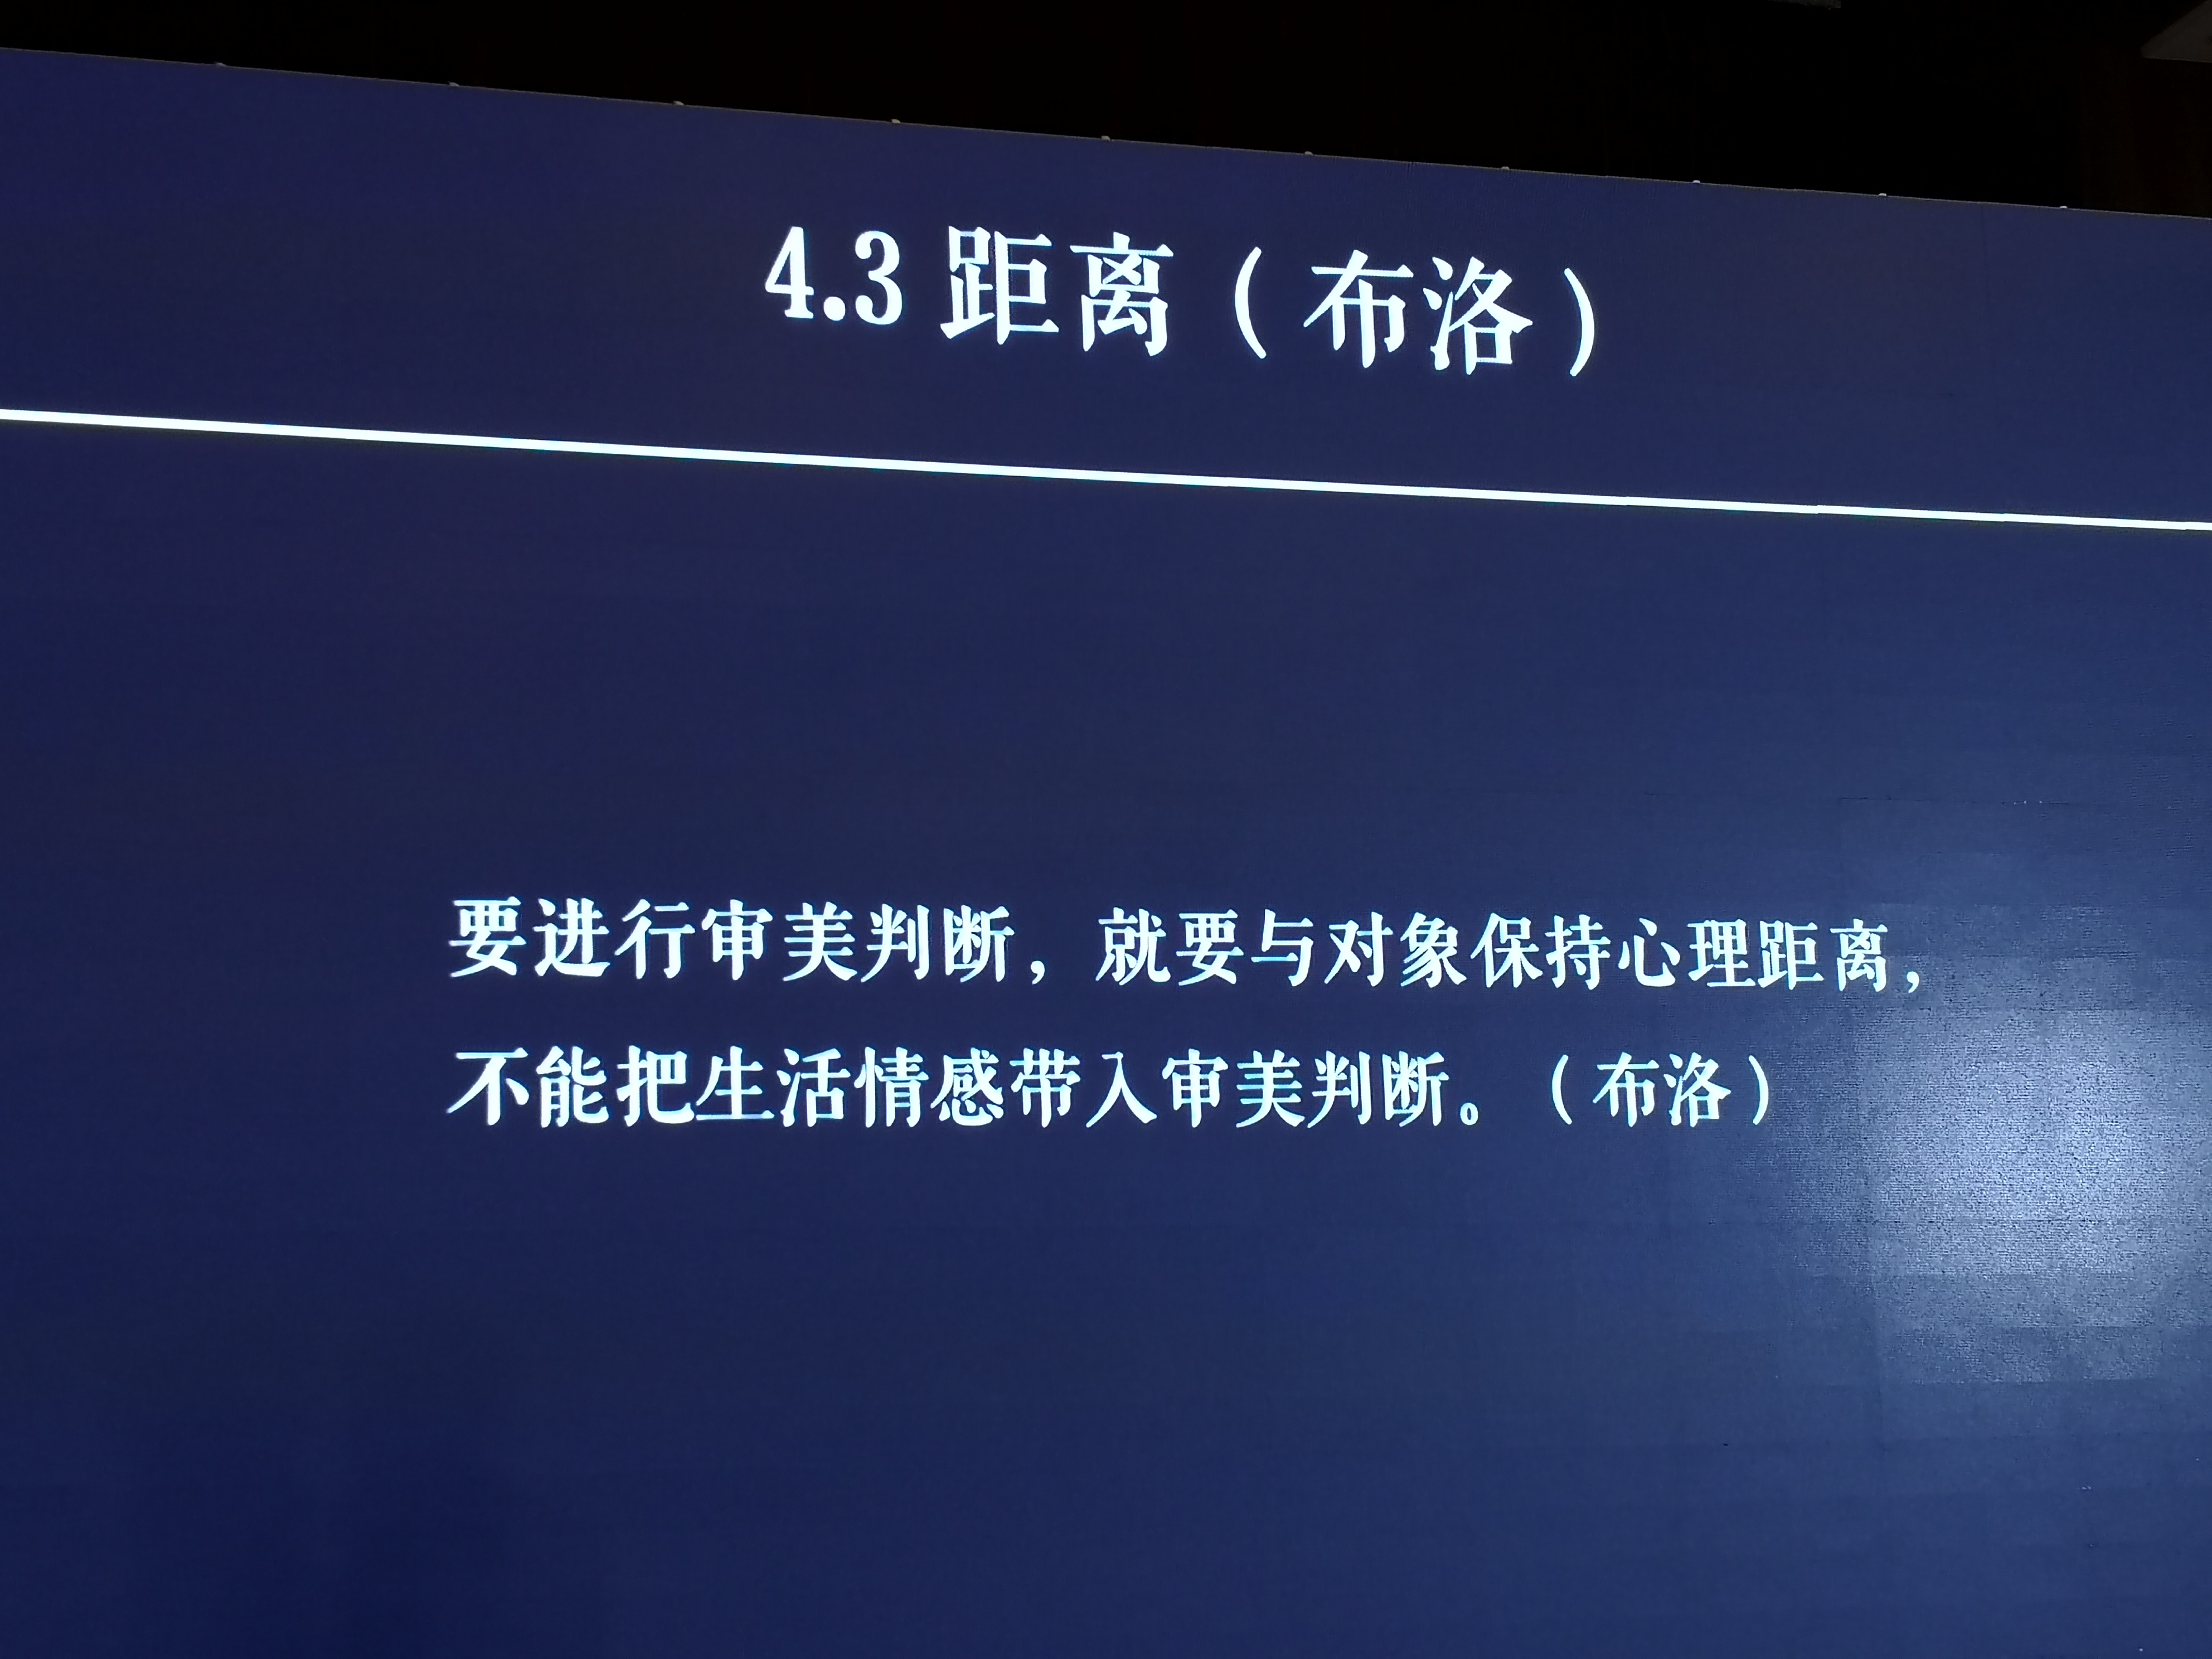 4.3 距离（布洛）
要进行审美判断，就要与对象保持心理距离，
不能把生活情感带入审美判断。（布洛）